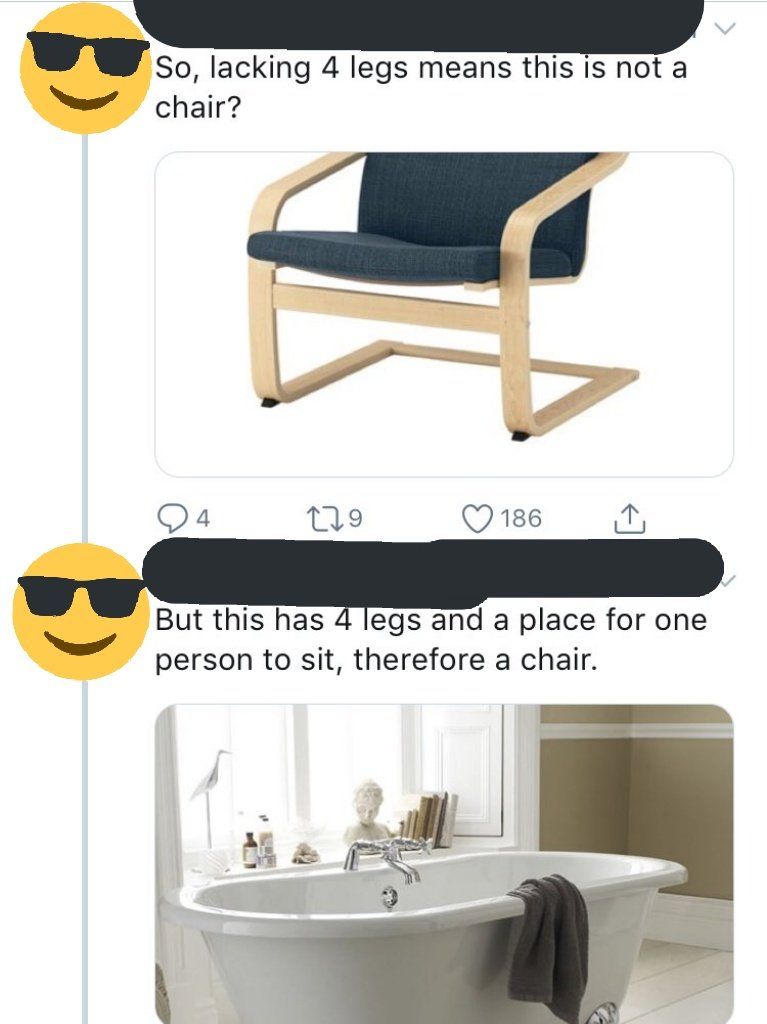 So, lacking 4 legs means this is not a
chair?
4 9 186
But this has 4 legs and a place for one
person to sit, therefore a chair.